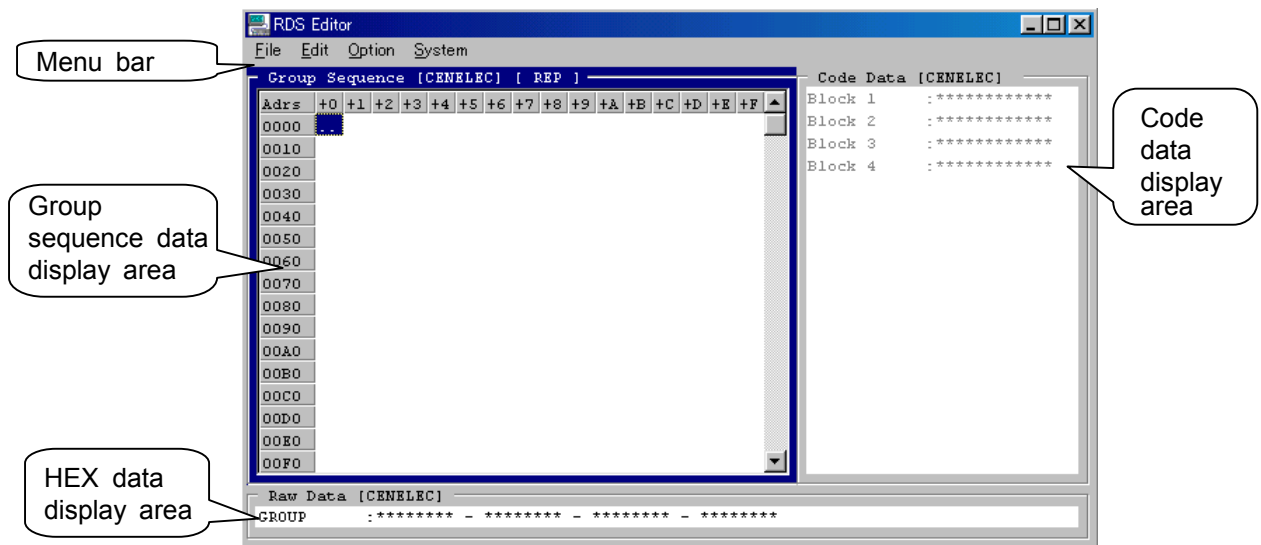 RDS Editor
File Edit Option System
Menu bar
Group Sequence [CENELEC] [ REP ]
Adrs +0 +1 +2 +3 +4 +5 +6 +7 +8 +9 +A +B +C +D +E +F
0000 ..
0010
0020
0030
0040
0050
0060
0070
0080
0090
00A0
00B0
00C0
00D0
00E0
00F0
Code Data [CENELEC]
Block 1 :************
Block 2 :************
Block 3 :************
Block 4 :************
Code
data
display
area
Group
sequence data
display area
HEX data
display area
Raw Data [CENELEC]
GROUP :******** - ******** - ******** - ********